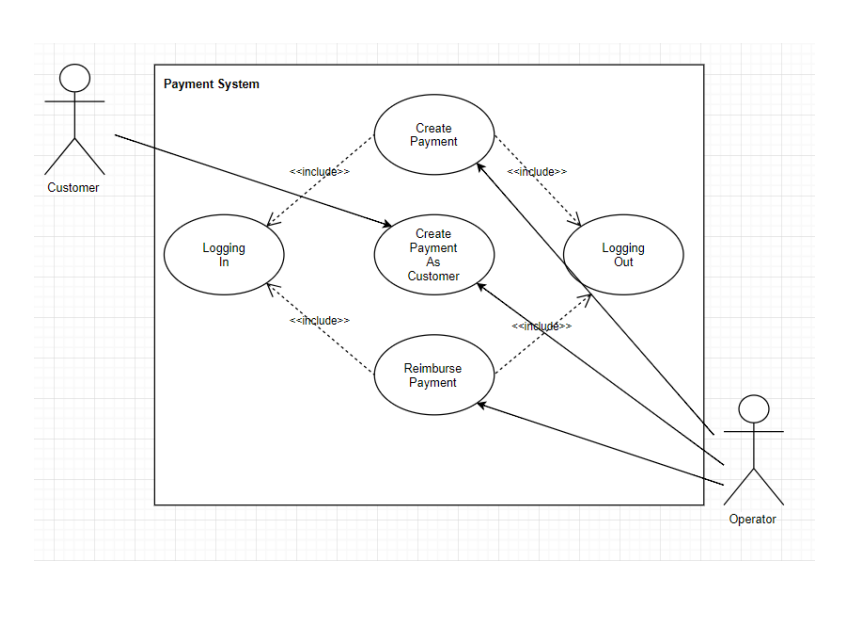 Payment System
Create
Payment
<<include>>
<<include>>
Customer
Logging
In
Create
Payment
As
Customer
Logging
Out
<<include>>
<<include>>
Reimburse
Payment
Operator